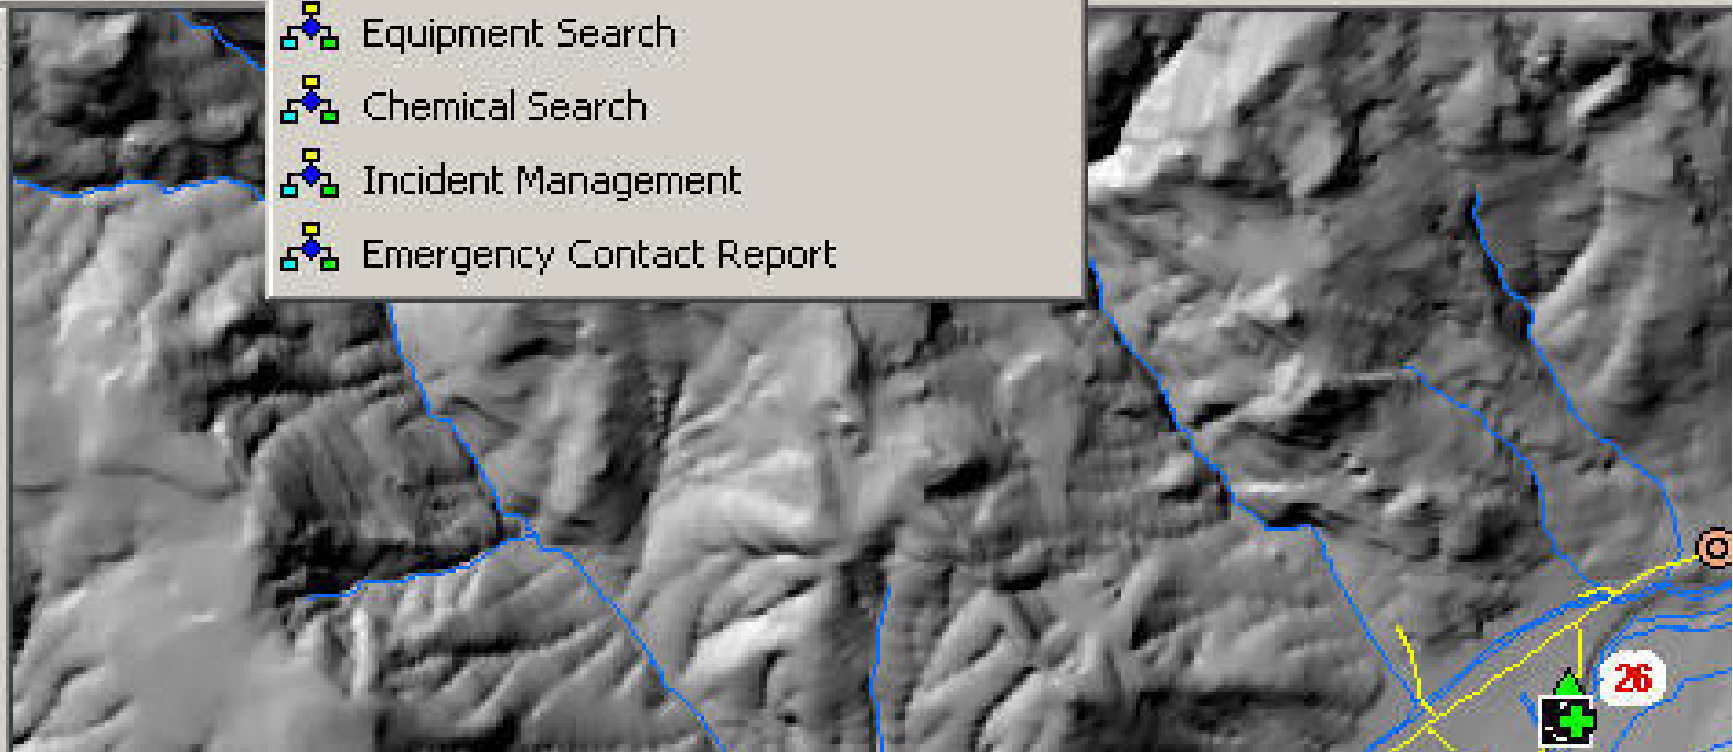 Equipment Search
Chemical Search
Incident Management
Emergency Contact Report
26